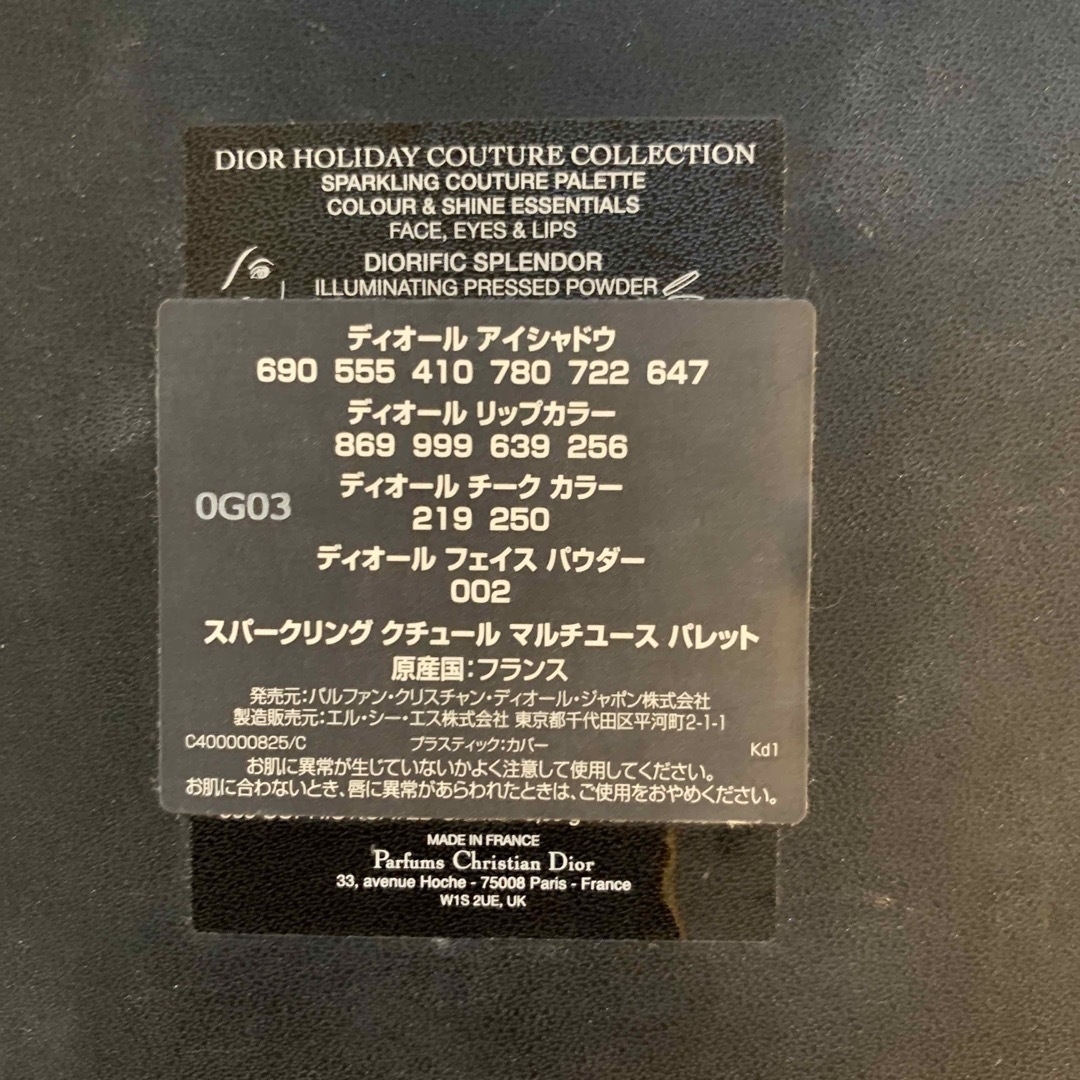 DIOR HOLIDAY COUTURE COLLECTION
SPARKLING COUTURE PALETTE
COLOUR & SHINE ESSENTIALS
FACE, EYES & LIPS
DIORIFIC SPLENDOR
ILLUMINATING PRESSED POWDER
ディオール アイシャドウ
690 555 410 780 722 647
ディオール リップカラー
869 999 639 256
ディオール チーク カラー
0G03
219 250
ディオール フェイス パウダー
002
スパークリング クチュール マルチユース パレット
原産国:フランス
発売元:パルファン・クリスチャン・ディオール・ジャポン株式会社
製造販売元:エル・シー・エス株式会社 東京都千代田区平河町2-1-1
C400000825/C プラスティック:カバー Kd1
お肌に異常が生じていないかよく注意して使用してください。
お肌に合わないとき、唇に異常があらわれたときは、ご使用をおやめください。
MADE IN FRANCE
Parfums Christian Dior
33, avenue Hoche - 75008 Paris - France
W1S 2UE, UK